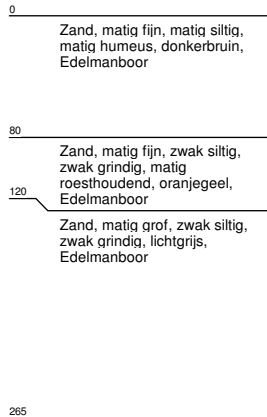 0
Zand, matig fijn, matig siltig,
matig humeus, donkerbruin,
Edelmanboor
80
Zand, matig fijn, zwak siltig,
zwak grindig, matig
roesthoudend, oranjegeel,
Edelmanboor
120
Zand, matig grof, zwak siltig,
zwak grindig, lichtgrijs,
Edelmanboor
265